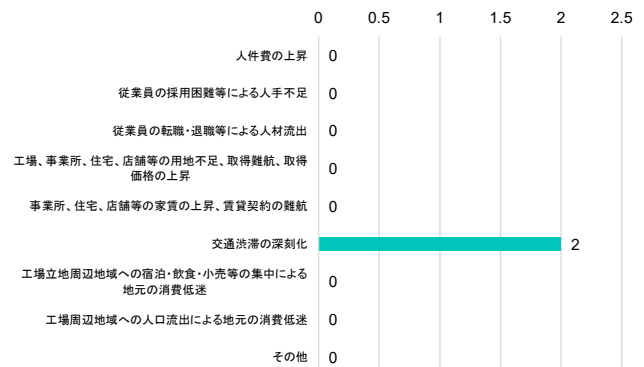 0 0.5 1 1.5 2 2.5
人件費の上昇 0
従業員の採用困難等による人手不足 0
従業員の転職・退職等による人材流出 0
工場、事業所、住宅、店舗等の用地不足、取得難航、取得
価格の上昇 0
事業所、住宅、店舗等の家賃の上昇、賃貸契約の難航 0
交通渋滞の深刻化 2
工場立地周辺地域への宿泊・飲食・小売等の集中による
地元の消費低迷 0
工場周辺地域への人口流出による地元の消費低迷 0
その他 0